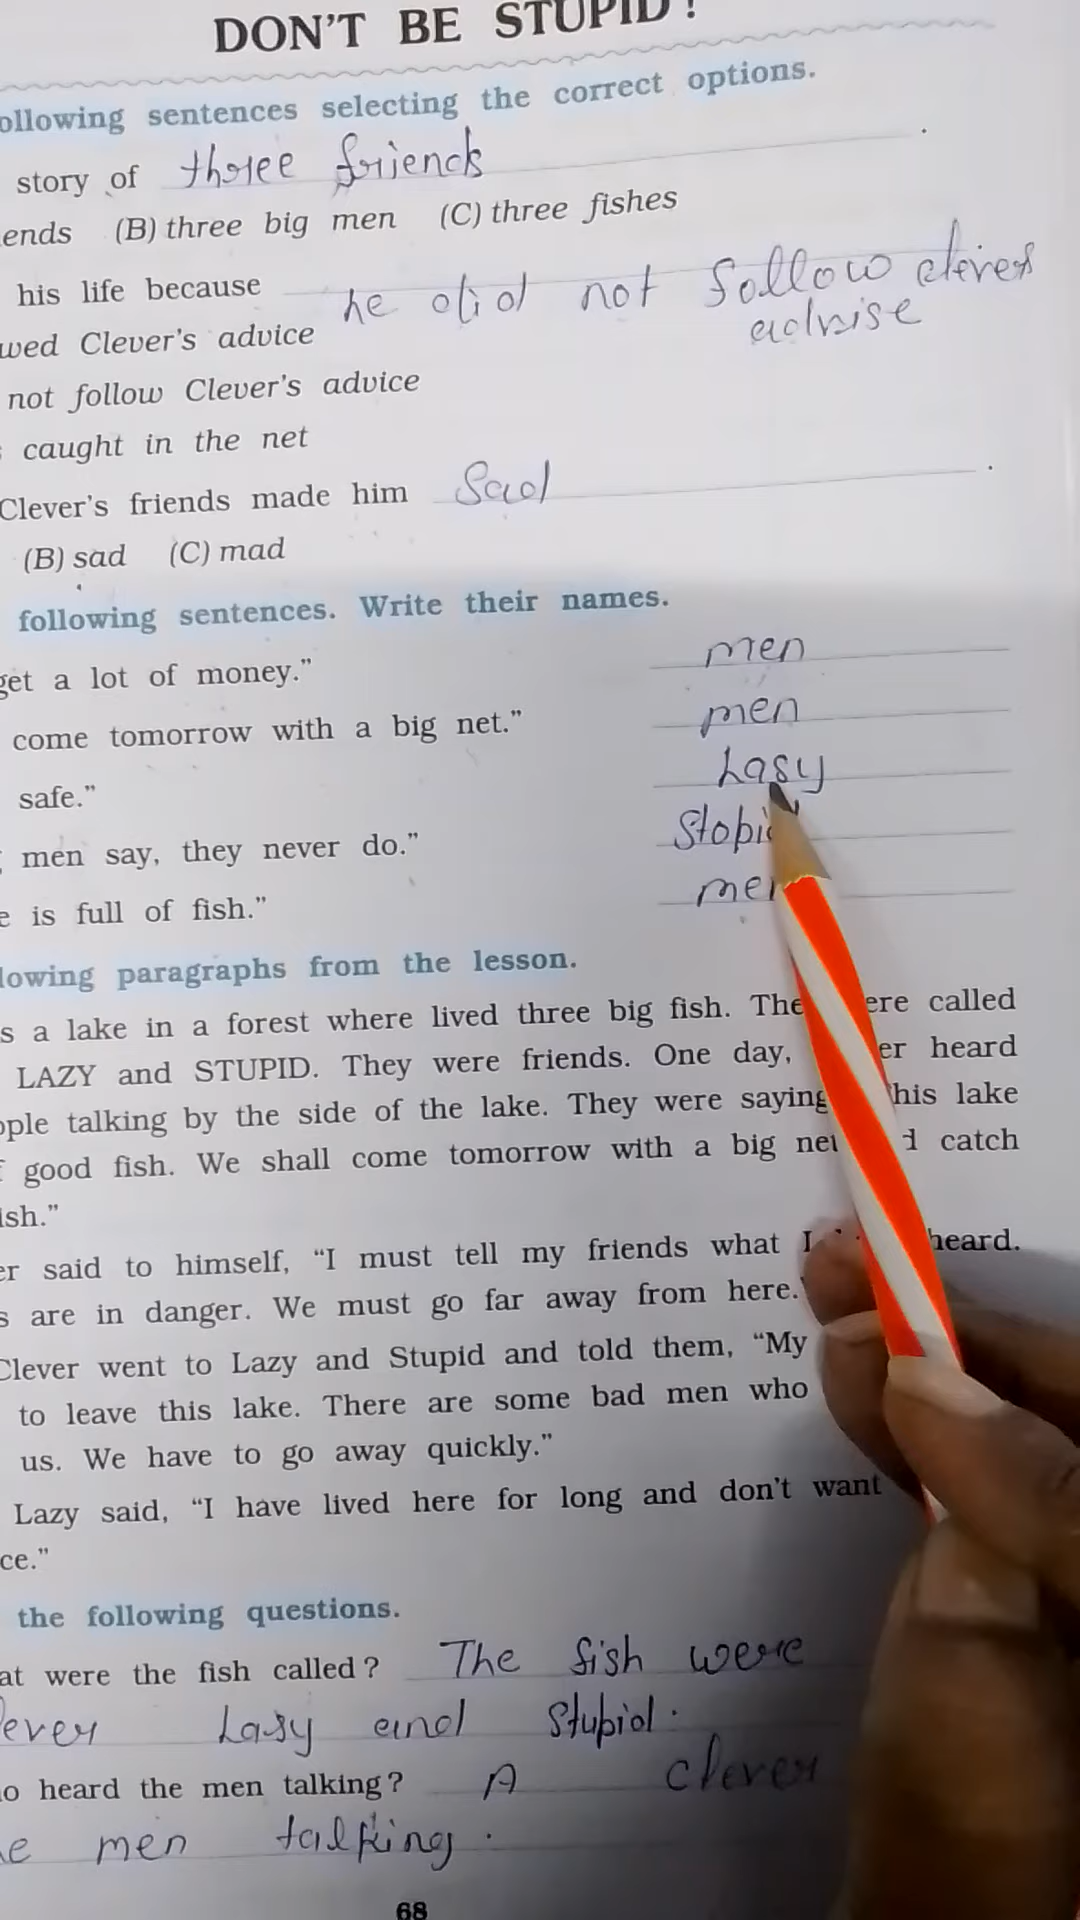 DON'T BE STUPID!
ollowing sentences selecting the correct options.
story of three friends .
ends (B) three big men (C) three fishes
his life because he did not follow clever
advise
wed Clever's advice
not follow Clever's advice
caught in the net
Clever's friends made him Sad .
(B) sad (C) mad
following sentences. Write their names.
get a lot of money." men
come tomorrow with a big net." men
safe." Lasy
men say, they never do." Stobi
e is full of fish." men
lowing paragraphs from the lesson.
s a lake in a forest where lived three big fish. The ere called
LAZY and STUPID. They were friends. One day, er heard
ople talking by the side of the lake. They were saying his lake
f good fish. We shall come tomorrow with a big net d catch
ish."
er said to himself, "I must tell my friends what I heard.
s are in danger. We must go far away from here.
Clever went to Lazy and Stupid and told them, "My
to leave this lake. There are some bad men who
us. We have to go away quickly."
Lazy said, "I have lived here for long and don't want
ce."
the following questions.
at were the fish called? The fish were
lever Lasy and Stupid.
o heard the men talking? A clever
he men talking.
68